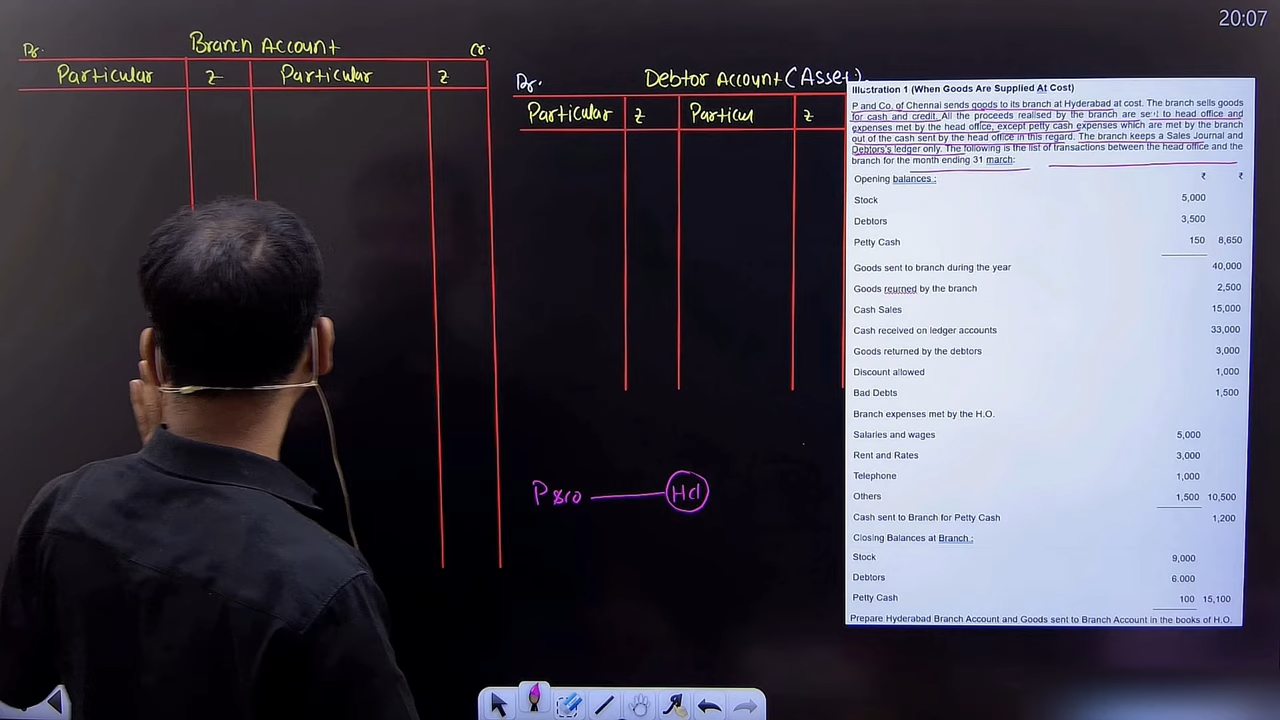 20:07
Dr. Branch Account Cr.
Particular ₹ Particular ₹
Dr. Debtor Account (Asset).
Particular ₹ Particul ₹
P &co Hd
Illustration 1 (When Goods Are Supplied At Cost)
P and Co, of Chennai sends goods to its branch at Hyderabad at cost. The branch sells goods
for cash and credit. All the proceeds realised by the branch are sent to head office and
expenses met by the head office, except petty cash expenses which are met by the branch
out of the cash sent by the head office in this regard. The branch keeps a Sales Journal and
Debtors's ledger only. The following is the list of transactions between the head office and the
branch for the month ending 31 march:
Opening balances : ₹ ₹
Stock 5,000
Debtors 3,500
Petty Cash 150 8,650
Goods sent to branch during the year 40,000
Goods reurned by the branch 2,500
Cash Sales 15,000
Cash received on ledger accounts 33,000
Goods returned by the debtors 3,000
Discount allowed 1,000
Bad Debts 1,500
Branch expenses met by the H.O.
Salaries and wages 5,000
Rent and Rates 3,000
Telephone 1,000
Others 1,500 10,500
Cash sent to Branch for Petty Cash 1,200
Closing Balances at Branch :
Stock 9,000
Debtors 6.000
Petty Cash 100 15,100
Prepare Hyderabad Branch Account and Goods sent to Branch Account in the books of H.O.